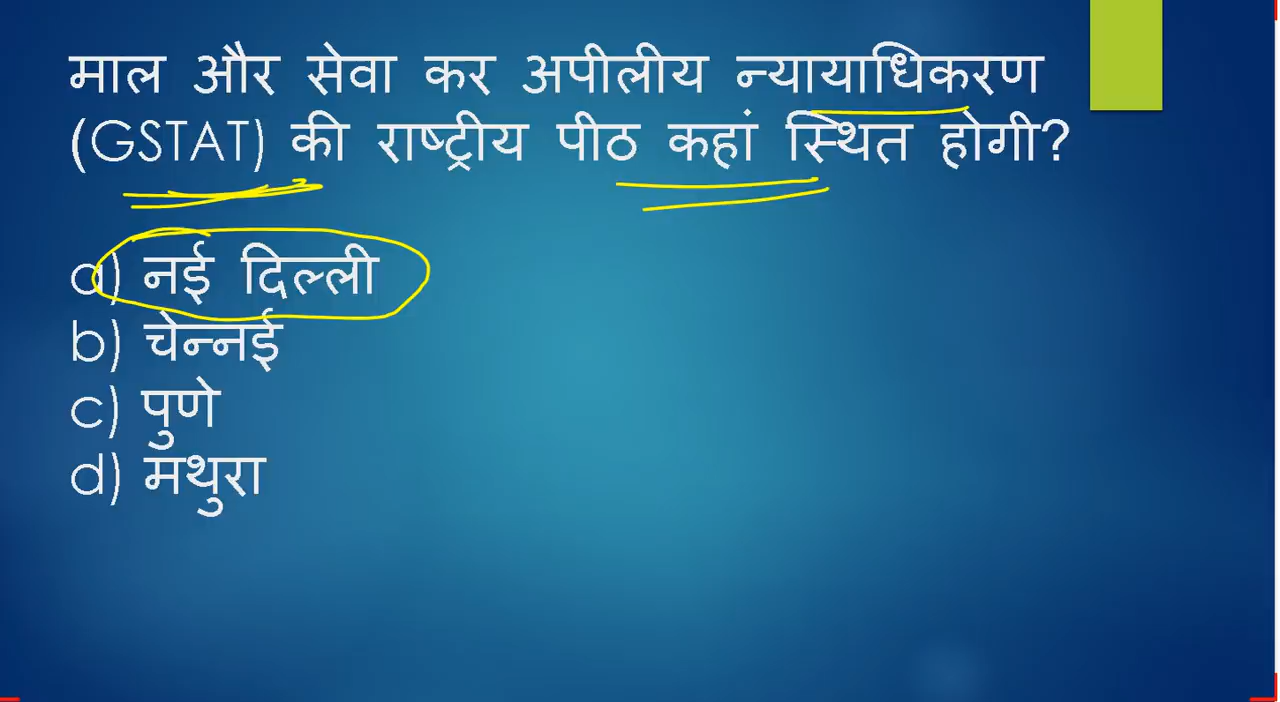 माल और सेवा कर अपीलीय न्यायाधिकरण
(GSTAT) की राष्ट्रीय पीठ कहां स्थित होगी?
a) नई दिल्ली
b) चेन्नई
c) पुणे
d) मथुरा